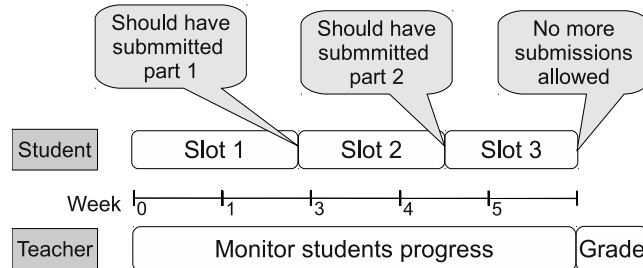 Should have
submmitted
part 1
Should have
submmitted
part 2
No more
submissions
allowed
Student
Slot 1
Slot 2
Slot 3
Week
0 1 3 4 5
Teacher
Monitor students progress
Grade